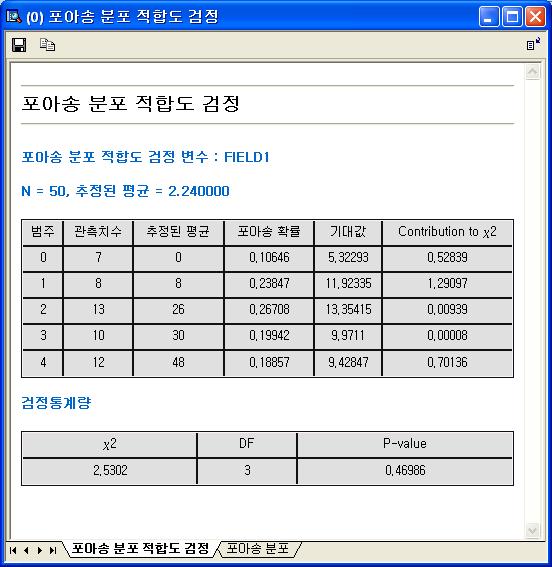 (0) 포아송 분포 적합도 검정
포아송 분포 적합도 검정
포아송 분포 적합도 검정 변수 : FIELD1
N = 50, 추정된 평균 = 2.240000
범주 관측치수 추정된 평균 포아송 확률 기대값 Contribution to χ2
0 7 0 0,10646 5,32293 0,52839
1 8 8 0,23847 11,92335 1,29097
2 13 26 0,26708 13,35415 0,00939
3 10 30 0,19942 9,9711 0,00008
4 12 48 0,18857 9,42847 0,70136
검정통계량
χ2 DF P-value
2,5302 3 0,46986
포아송 분포 적합도 검정 포아송 분포